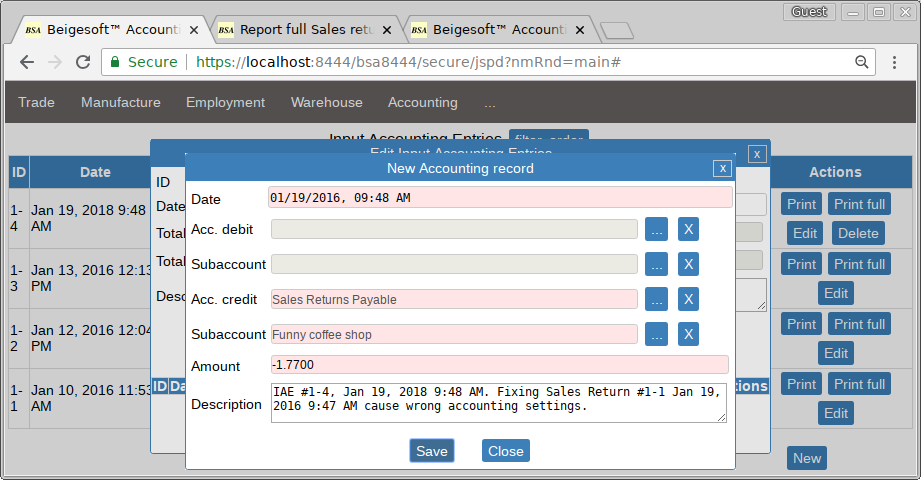 Guest
BSA Beigesoft™ Accounti x
BSA Report full Sales retu x
BSA Beigesoft™ Accounti x
Secure https://localhost:8444/bsa8444/secure/jspd?nmRnd=main#
Trade Manufacture Employment Warehouse Accounting ...
Input Accounting Entries filter, order
Edit Input Accounting Entries x
New Accounting record x
ID Date Actions
ID
Date
Total
Total
Desc
Date 01/19/2016, 09:48 AM
Acc. debit ... X
Subaccount ... X
Acc. credit Sales Returns Payable ... X
Subaccount Funny coffee shop ... X
Amount -1.7700
Description IAE #1-4, Jan 19, 2018 9:48 AM. Fixing Sales Return #1-1 Jan 19,
2016 9:47 AM cause wrong accounting settings.
Save Close
1- Jan 19, 2018 9:48
4 AM
Print Print full
Edit Delete
1- Jan 13, 2016 12:13
3 PM
Print Print full
Edit
1- Jan 12, 2016 12:04
2 PM
Print Print full
Edit
1- Jan 10, 2016 11:53
1 AM
Print Print full
Edit
ID Da ions
New